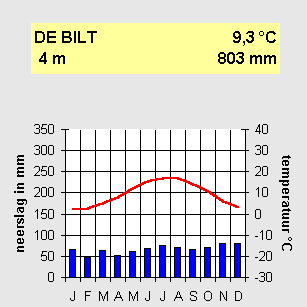 DE BILT 9,3 °C
4 m 803 mm
neerslag in mm
350 40
300 30
250 20
200 10
150 0
100 -10
50 -20
0 -30
temperatuur °C
J F M A M J J A S O N D